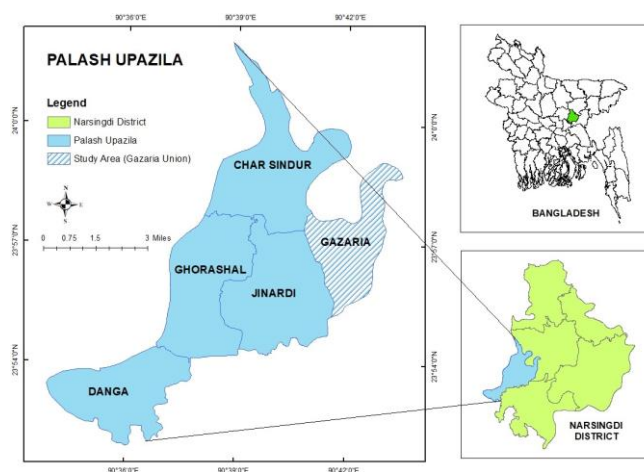 90°36'0"E 90°39'0"E 90°42'0"E
PALASH UPAZILA
Legend
Narsingdi District
Palash Upazila
Study Area (Gazaria Union)
N
W E
S
0 0.75 1.5 3 Miles
24°0'0"N
24°0'0"N
23°57'0"N
23°57'0"N
23°54'0"N
23°54'0"N
CHAR SINDUR
GAZARIA
GHORASHAL
JINARDI
DANGA
90°36'0"E 90°39'0"E 90°42'0"E
BANGLADESH
NARSINGDI
DISTRICT